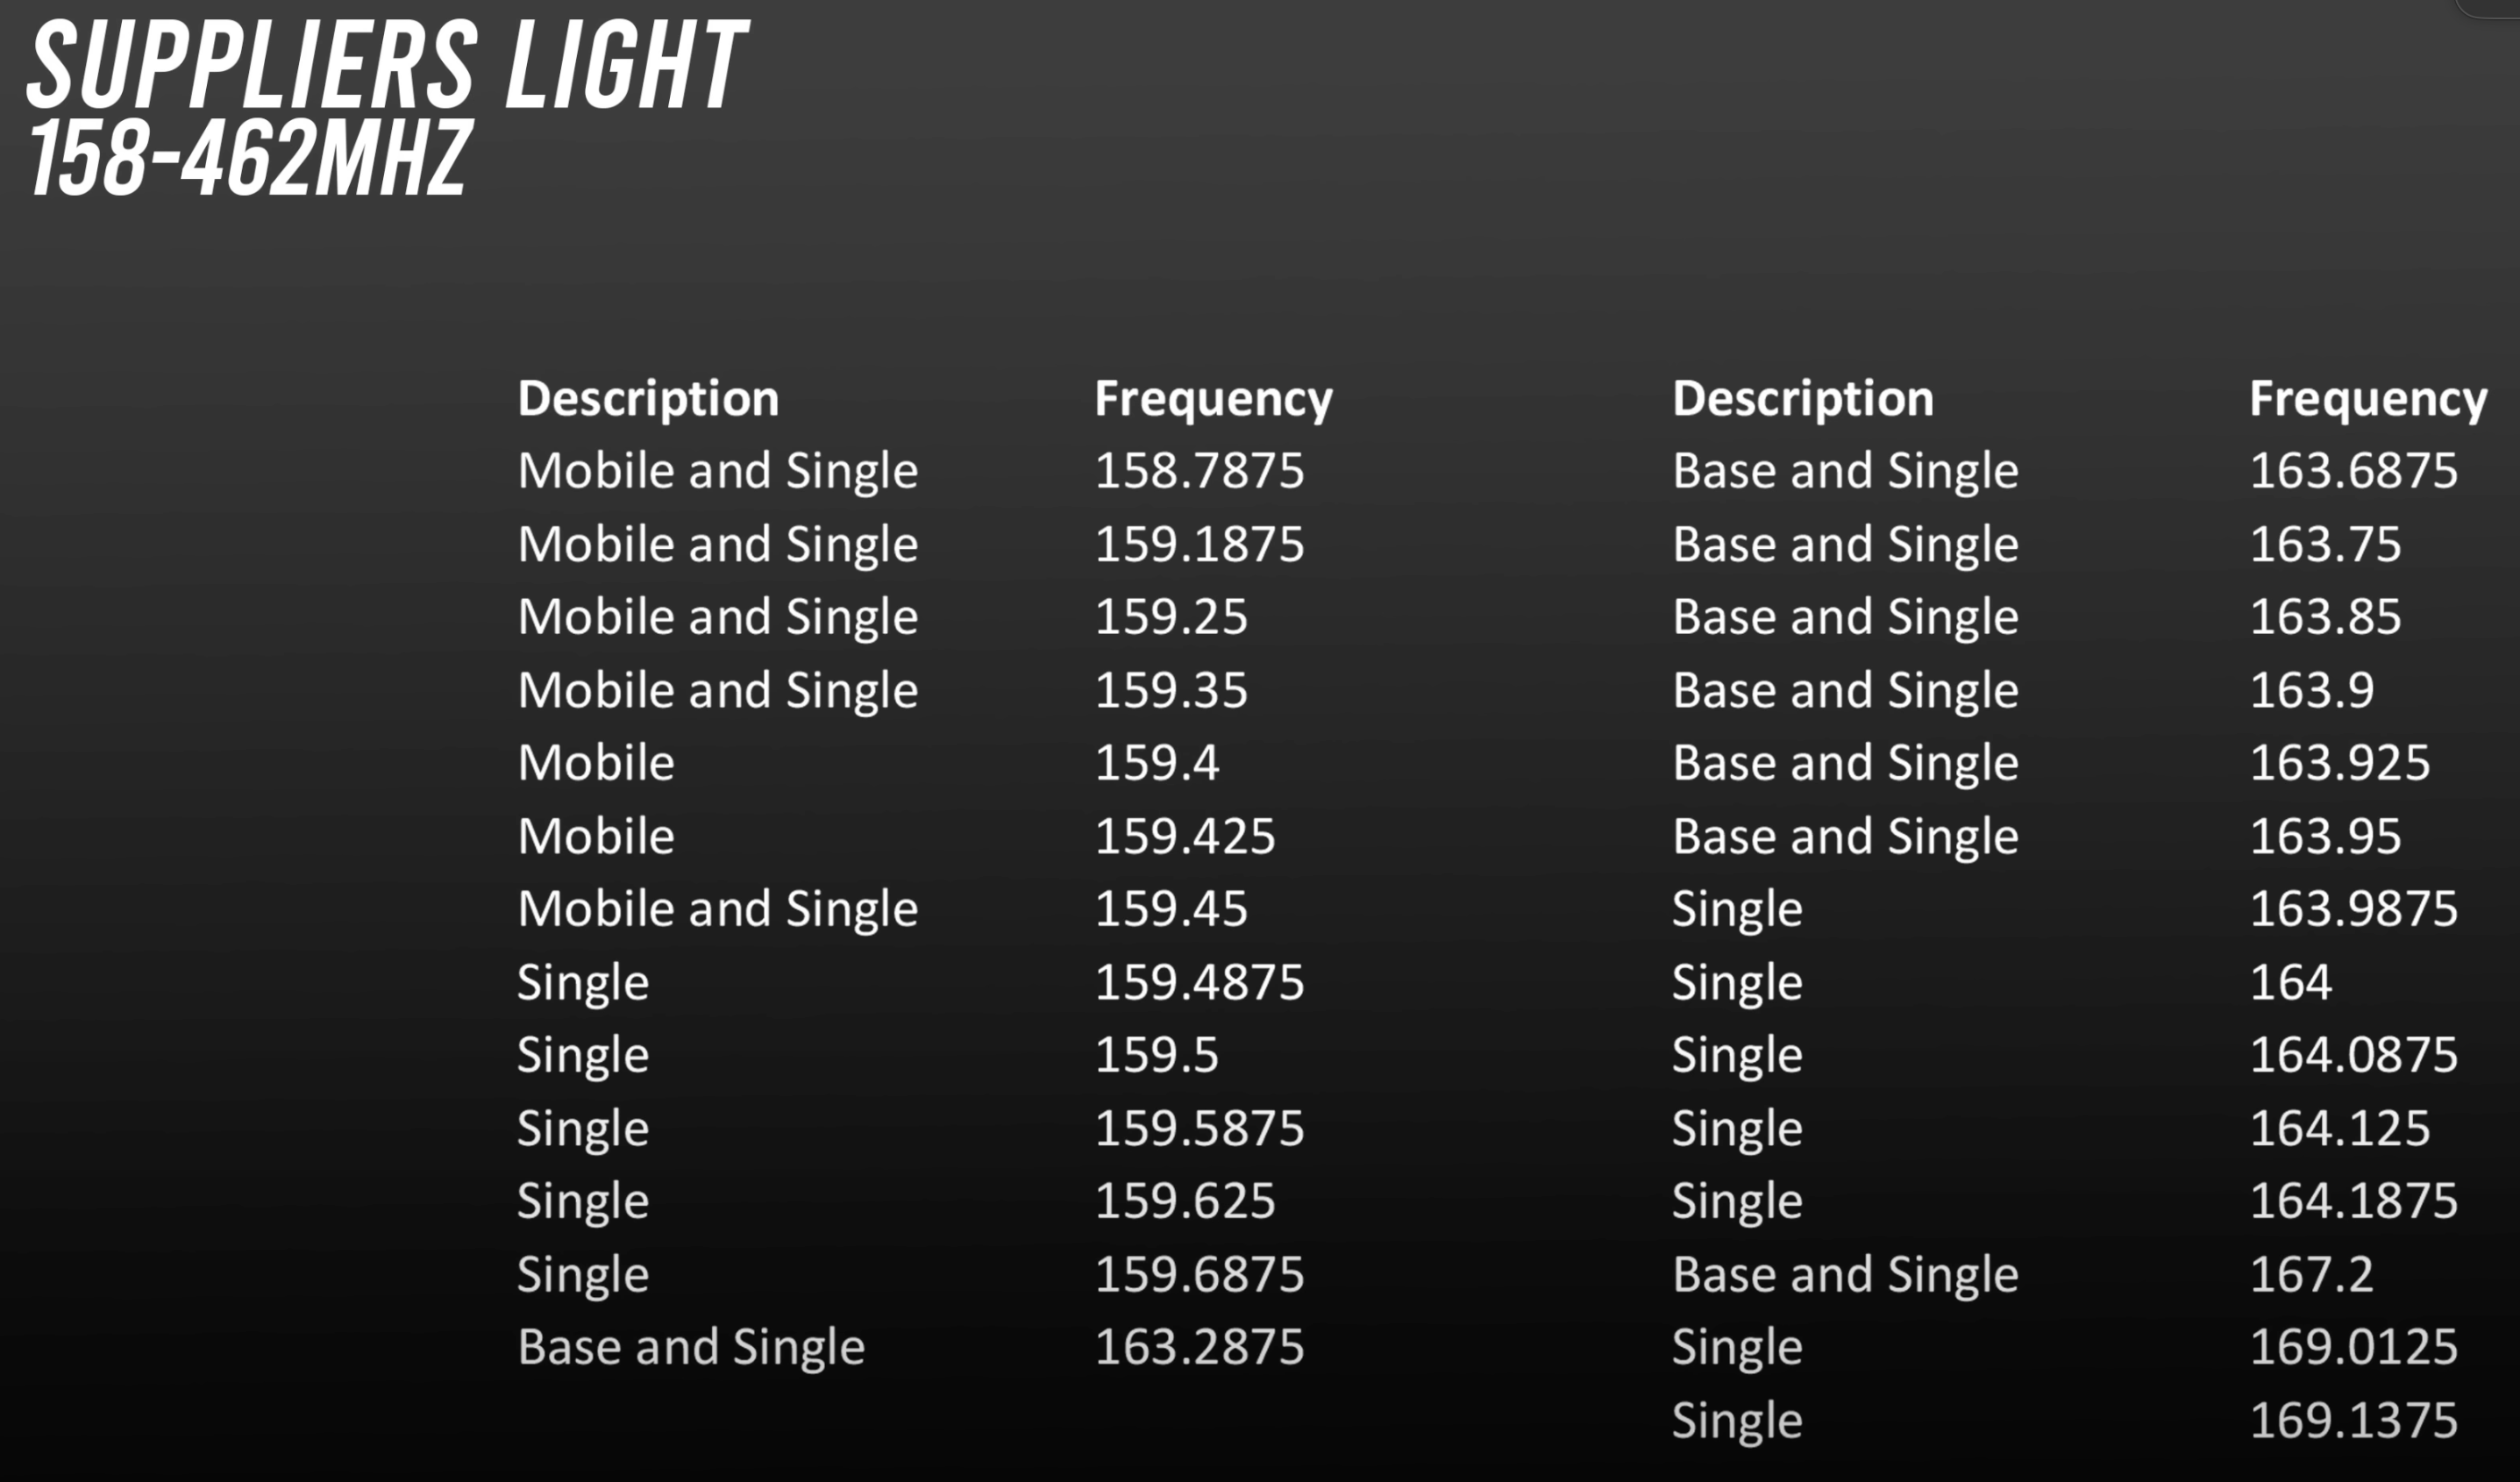 SUPPLIERS LIGHT
158-462MHZ
Description Frequency Description Frequency
Mobile and Single 158.7875 Base and Single 163.6875
Mobile and Single 159.1875 Base and Single 163.75
Mobile and Single 159.25 Base and Single 163.85
Mobile and Single 159.35 Base and Single 163.9
Mobile 159.4 Base and Single 163.925
Mobile 159.425 Base and Single 163.95
Mobile and Single 159.45 Single 163.9875
Single 159.4875 Single 164
Single 159.5 Single 164.0875
Single 159.5875 Single 164.125
Single 159.625 Single 164.1875
Single 159.6875 Base and Single 167.2
Base and Single 163.2875 Single 169.0125
Single 169.1375